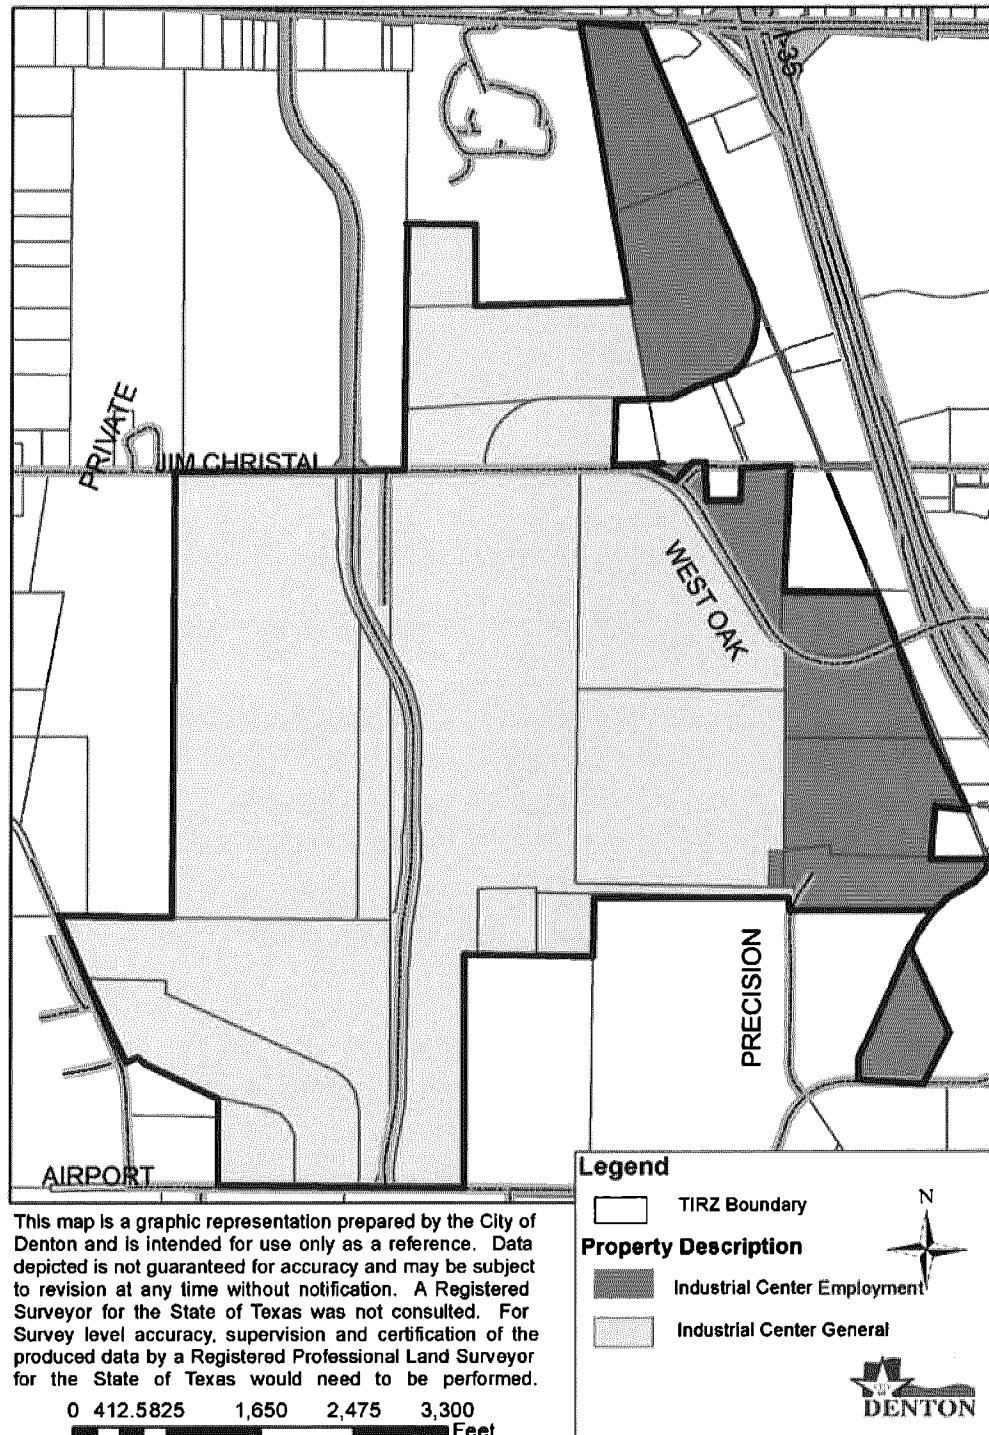 I-35
PRIVATE
JIM CHRISTAL
WEST OAK
PRECISION
AIRPORT
Legend
TIRZ Boundary
N
Property Description
Industrial Center Employment
Industrial Center General
DENTON
This map is a graphic representation prepared by the City of
Denton and is intended for use only as a reference. Data
depicted is not guaranteed for accuracy and may be subject
to revision at any time without notification. A Registered
Surveyor for the State of Texas was not consulted. For
Survey level accuracy, supervision and certification of the
produced data by a Registered Professional Land Surveyor
for the State of Texas would need to be performed.
0 412.5825 1,650 2,475 3,300
Feet